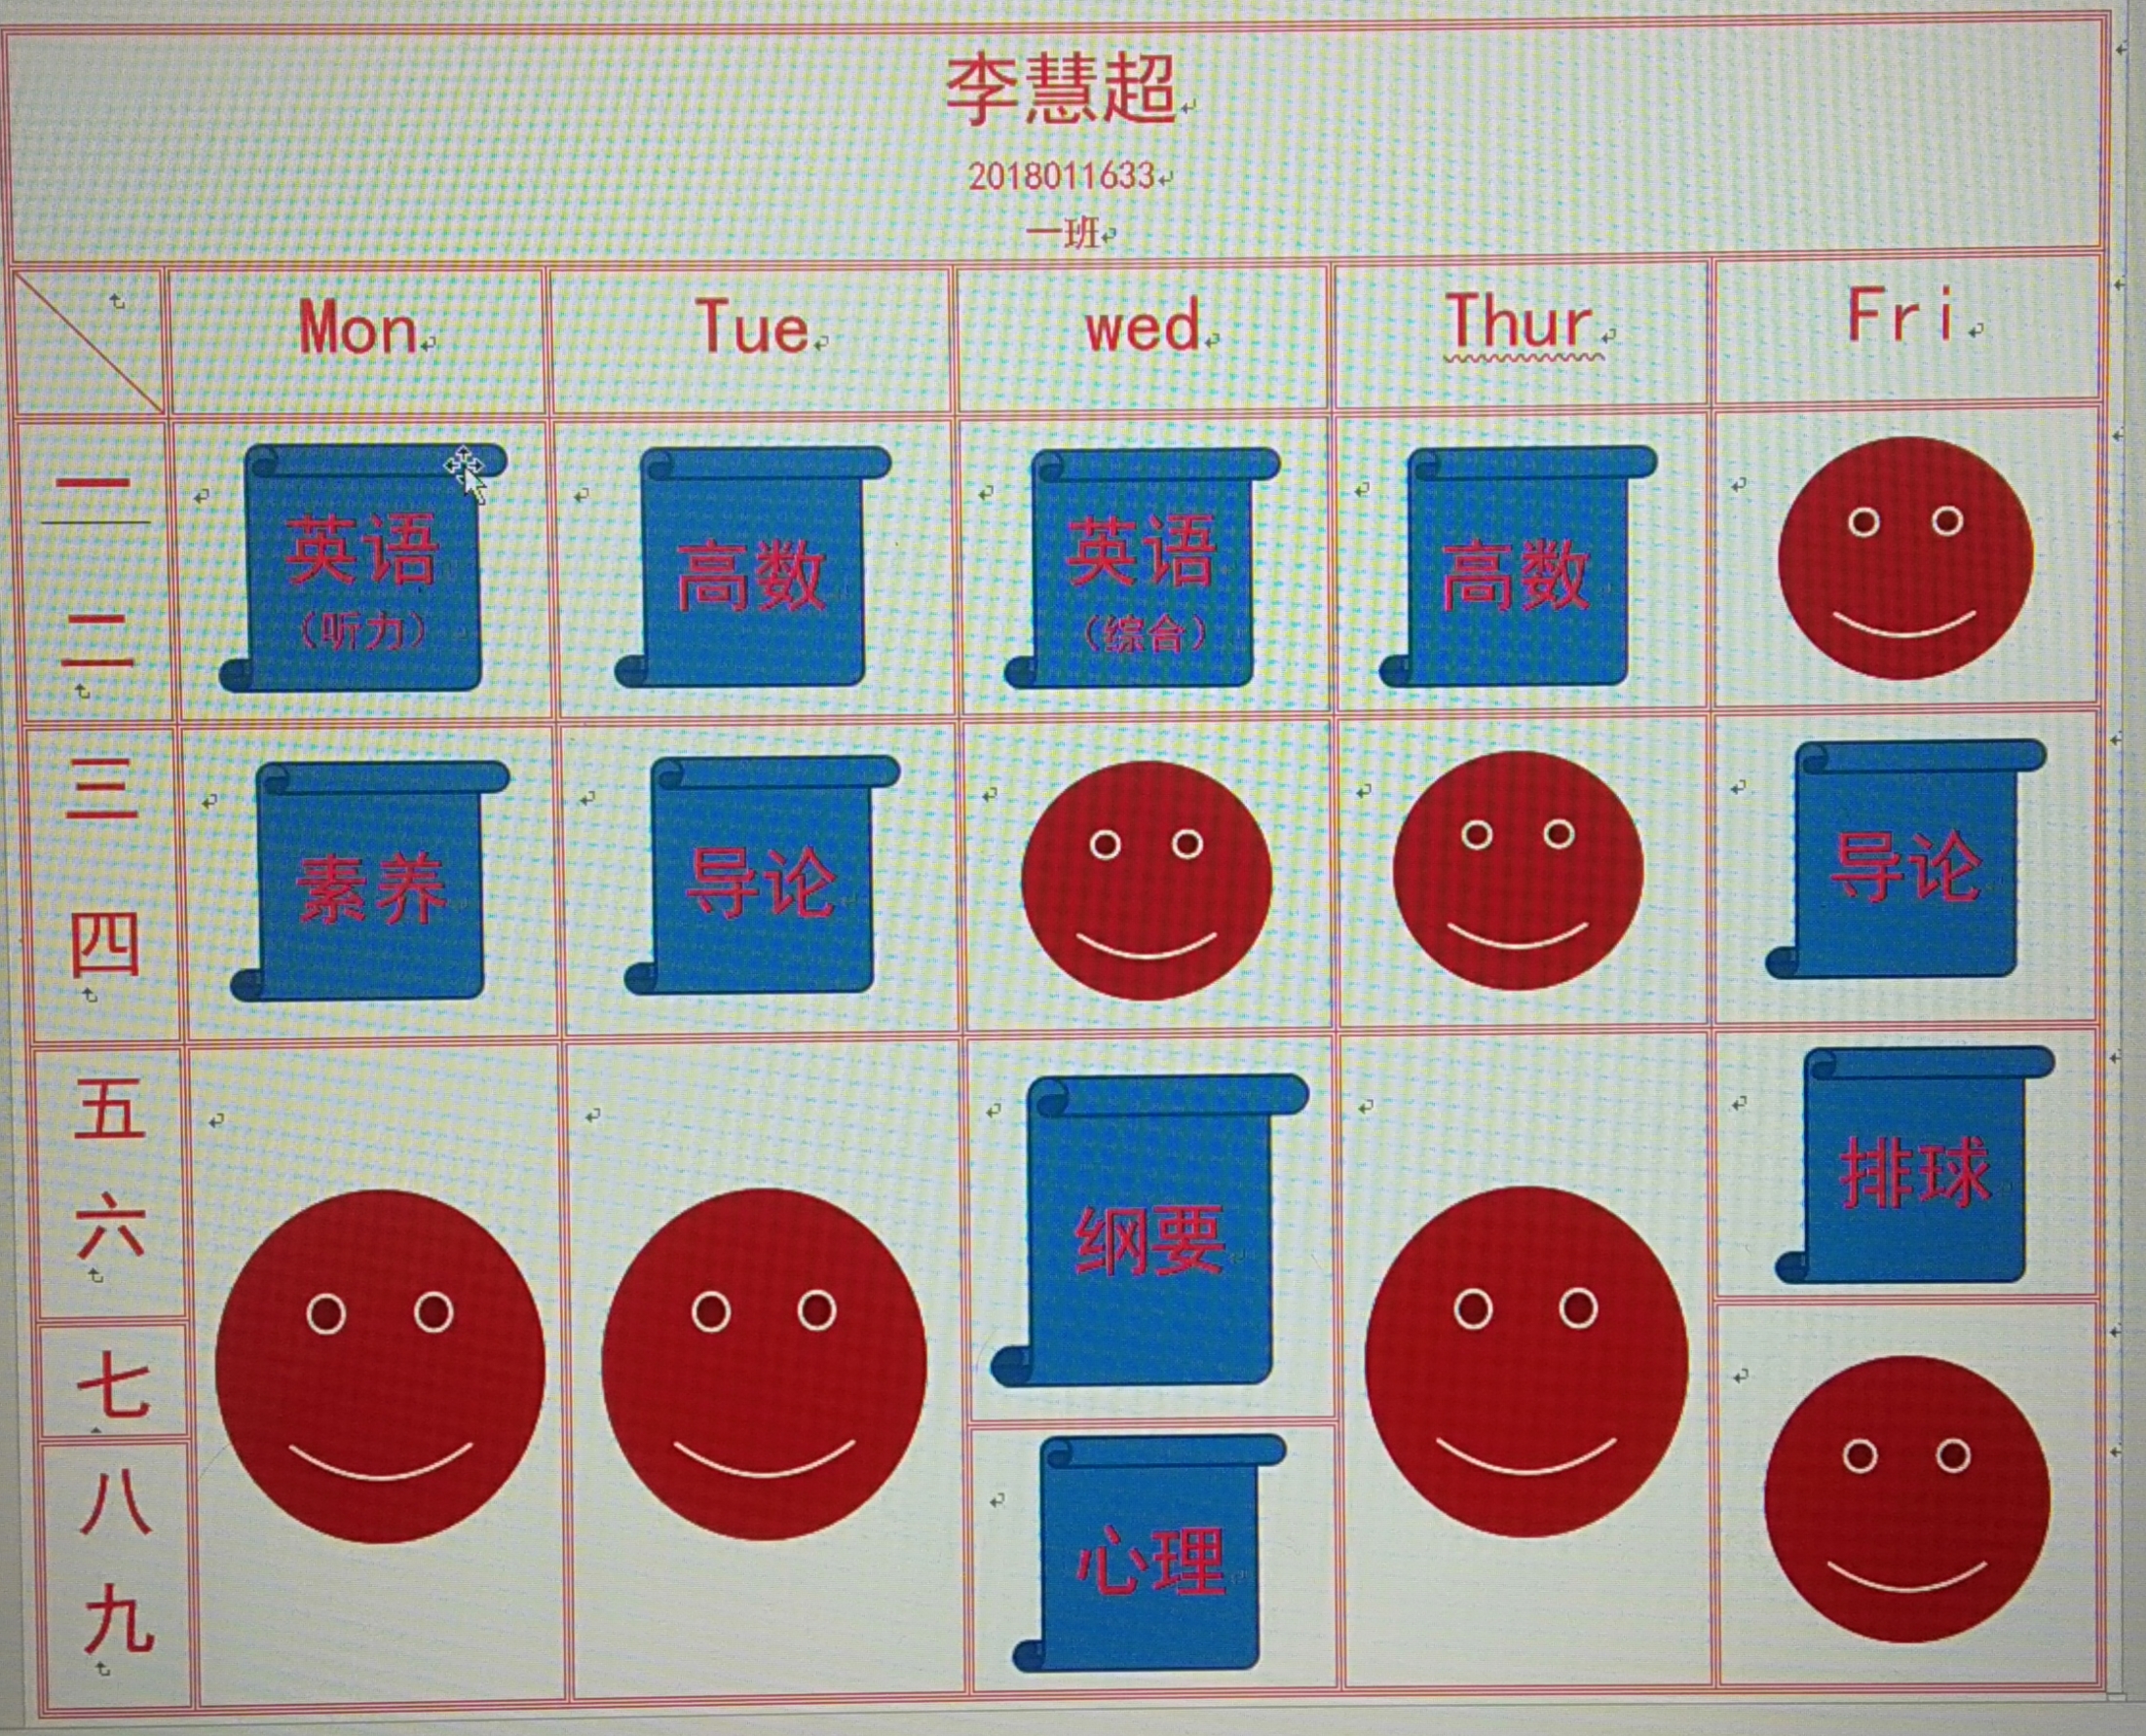 李慧超
2018011633
一班
Mon Tue wed Thur Fri
一
二
英语
(听力)
高数
英语
(综合)
高数
三
四
素养
导论
导论
五
六
七
八
九
纲要
排球
心理